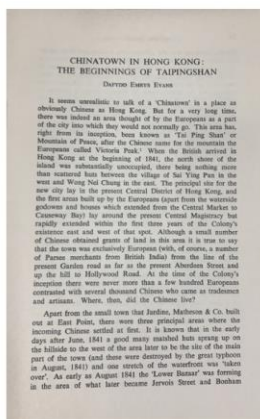 CHINATOWN IN HONG KONG:
THE BEGINNINGS OF TAIPINGSHAN
DAFYDD EMRYS EVANS
It seems unrealistic to talk of a 'Chinatown' in a place as
obviously Chinese as Hong Kong. But for a very long time,
there was indeed an area thought of by the Europeans as a part
of the city into which they would not normally go. This area has,
right from its inception, been known as 'Tai Ping Shan' or
Mountain of Peace, after the Chinese name for the mountain the
Europeans called Victoria Peak.¹ When the British arrived in
Hong Kong at the beginning of 1841, the north shore of the
island was substantially unoccupied, there being nothing more
than scattered huts between the village of Sai Ying Pun in the
west and Wong Nei Chung in the east. The principal site for the
new city lay in the present Central District of Hong Kong, and
the first areas built up by the Europeans (apart from the waterside
godowns and houses which extended from the Central Market to
Causeway Bay) lay around the present Central Magistracy but
rapidly extended within the first three years of the Colony's
existence east and west of that spot. Although a small number
of Chinese obtained grants of land in this area it is true to say
that the town was exclusively European (with, of course, a number
of Parsee merchants from British India) from the line of the
present Garden road as far as the present Aberdeen Street and
up the hill to Hollywood Road. At the time of the Colony's
inception there were never more than a few hundred Europeans
contrasted with several thousand Chinese who came as tradesmen
and artisans. Where, then, did the Chinese live?
Apart from the small town that Jardine, Matheson & Co. built
out at East Point, there were three principal areas where the
incoming Chinese settled at first. It is known that in the early
days after June, 1841 a good many matshed huts sprang up on
the hillside to the west of the area later to be the site of the main
part of the town (and these were destroyed by the great typhoon
in August, 1841) and one stretch of the waterfront was 'taken
over'. As early as August 1841 the 'Lower Bazaar' was forming
in the area of what later became Jervois Street and Bonham